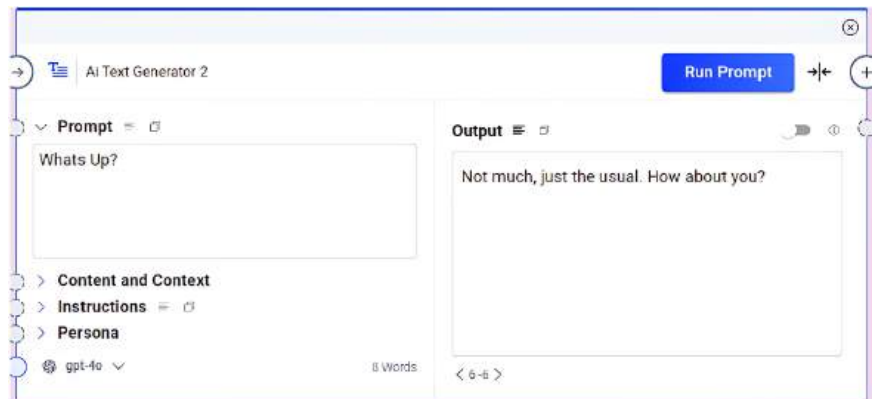 Ai Text Generator 2
Run Prompt
Prompt
Whats Up?
Content and Context
Instructions
Persona
gpt-4o
8 Words
Output
Not much, just the usual. How about you?
< 6-6 >